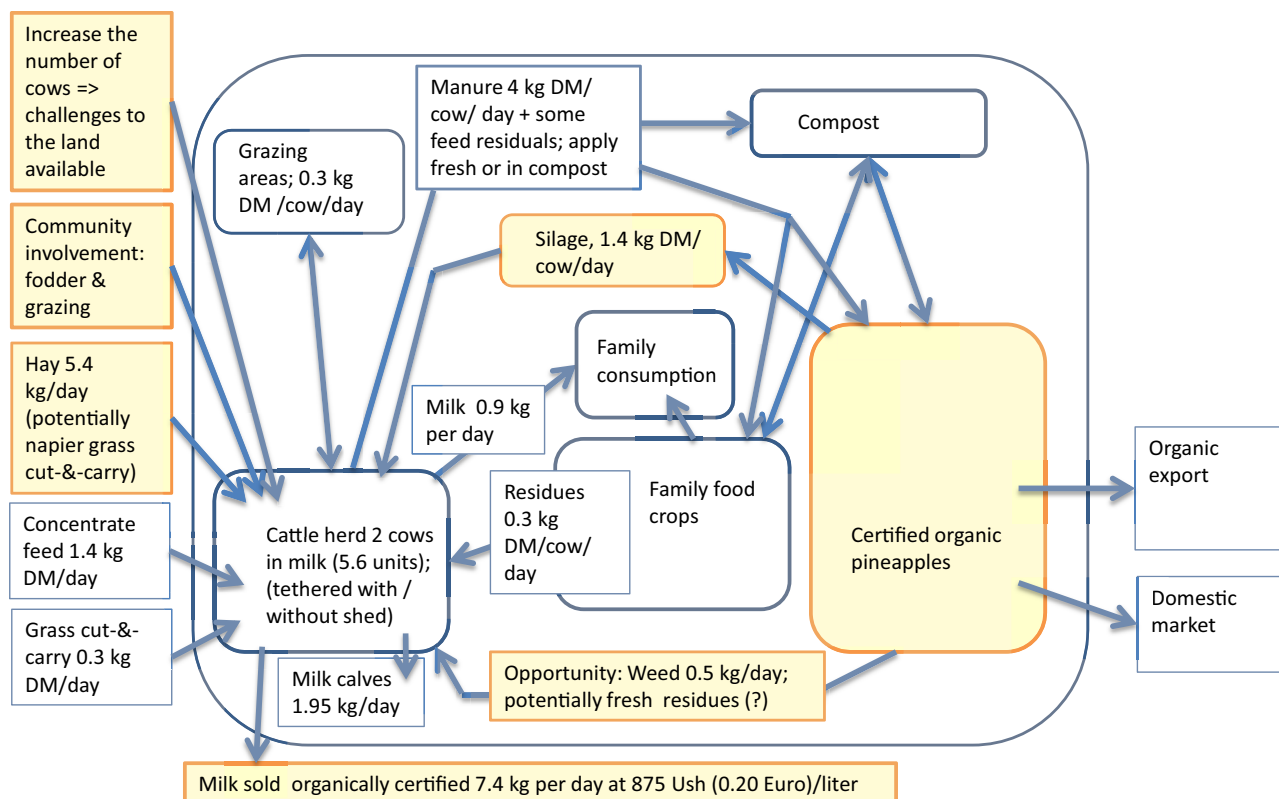 Increase the
number of
cows =>
challenges to
the land
available
Community
involvement:
fodder &
grazing
Hay 5.4
kg/day
(potentially
napier grass
cut-&-carry)
Concentrate
feed 1.4 kg
DM/day
Grass cut-&-
carry 0.3 kg
DM/day
Grazing
areas; 0.3 kg
DM /cow/day
Manure 4 kg DM/
cow/ day + some
feed residuals; apply
fresh or in compost
Compost
Silage, 1.4 kg DM/
cow/day
Family
consumption
Milk 0.9 kg
per day
Cattle herd 2 cows
in milk (5.6 units);
(tethered with /
without shed)
Residues
0.3 kg
DM/cow/
day
Family food
crops
Certified organic
pineapples
Organic
export
Domestic
market
Milk calves
1.95 kg/day
Opportunity: Weed 0.5 kg/day;
potentially fresh residues (?)
Milk sold organically certified 7.4 kg per day at 875 Ush (0.20 Euro)/liter